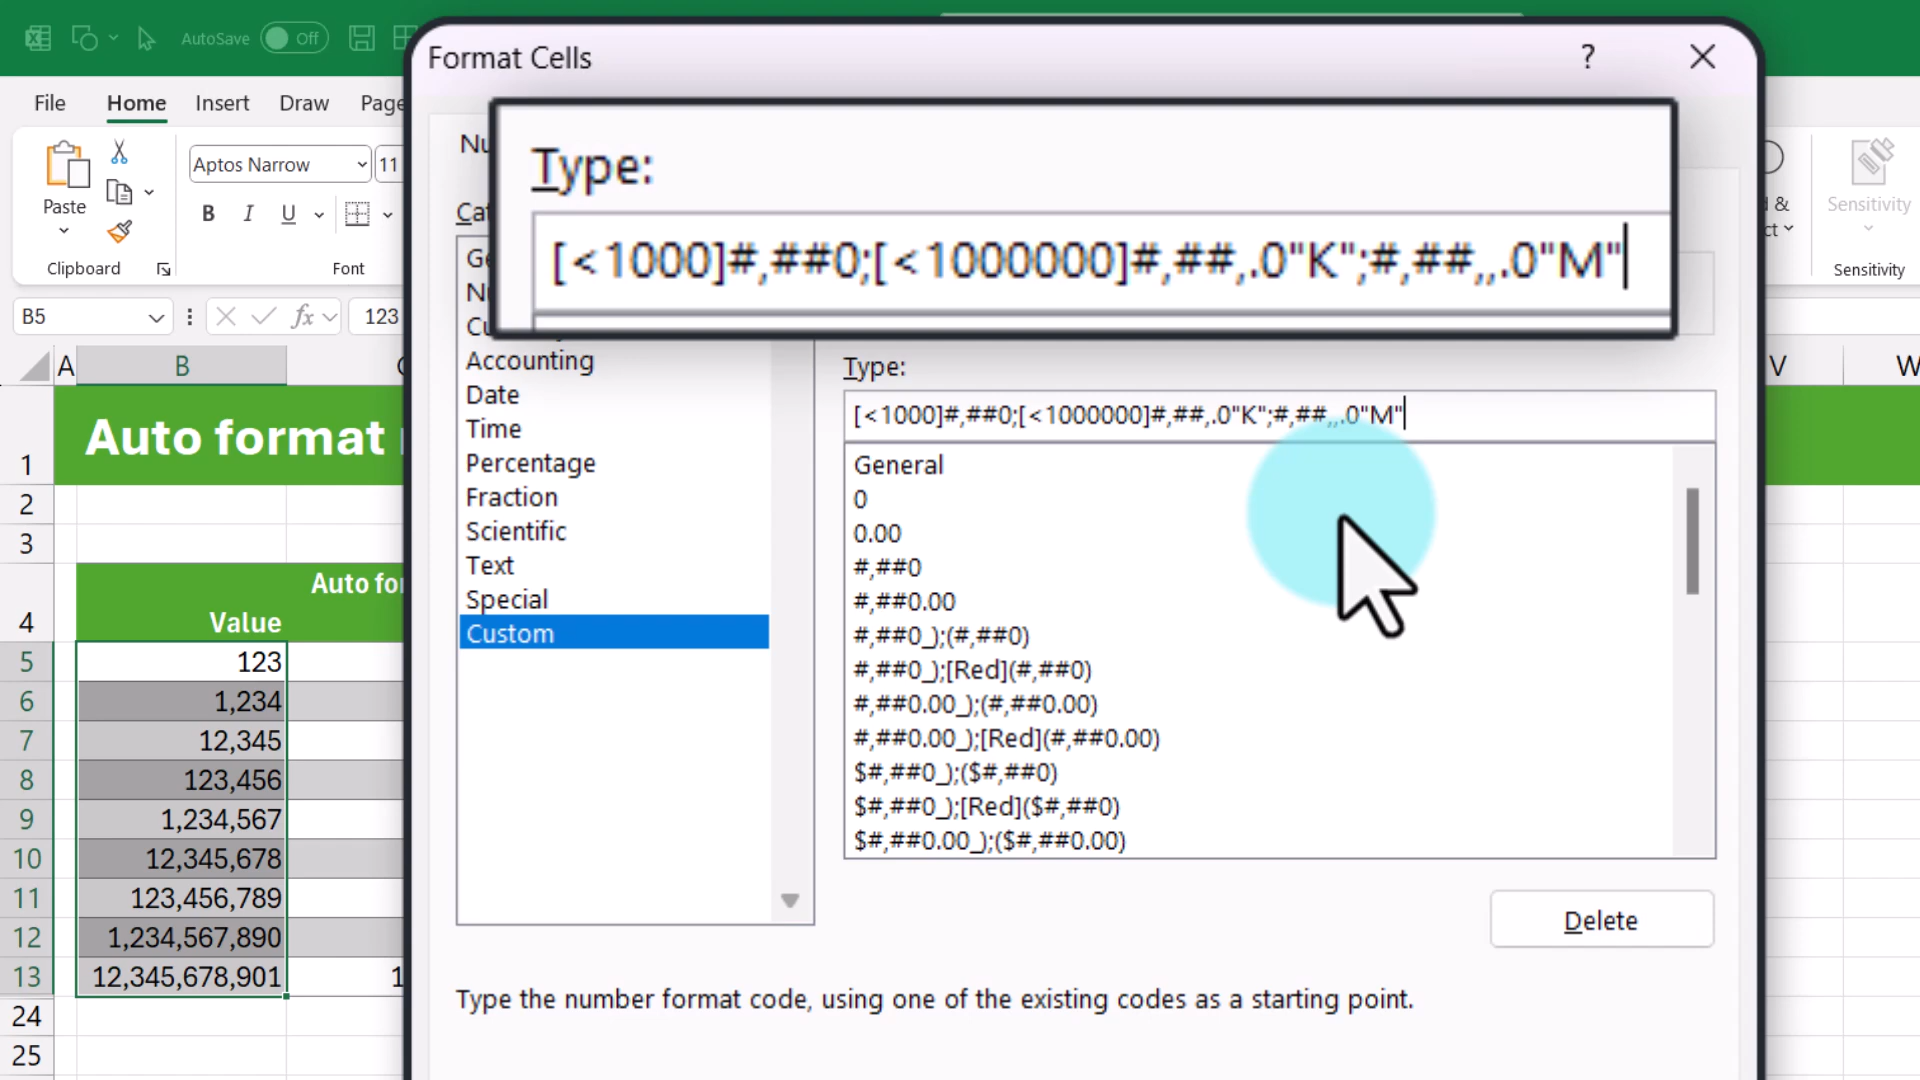 AutoSave Off
Format Cells
?
File Home Insert Draw Page
Paste
Clipboard
Aptos Narrow 11
B I U
Font
Sensitivity
Sensitivity
&
B5
fx
123
Type:
[<1000]#,##0;[<1000000]#,##,.0"K";#,##,,.0"M"
A B V W
Accounting
Date
Time
Percentage
Fraction
Scientific
Text
Special
Custom
Type:
[<1000]#,##0;[<1000000]#,##,.0"K";#,##,,.0"M"
General
0
0.00
#,##0
#,##0.00
#,##0_);(#,##0)
#,##0_);[Red](#,##0)
#,##0.00_);(#,##0.00)
#,##0.00_);[Red](#,##0.00)
$#,##0_);($#,##0)
$#,##0_);[Red]($#,##0)
$#,##0.00_);($#,##0.00)
Delete
Type the number format code, using one of the existing codes as a starting point.
1 Auto format
2
3
Auto for
4 Value
5 123
6 1,234
7 12,345
8 123,456
9 1,234,567
10 12,345,678
11 123,456,789
12 1,234,567,890
13 12,345,678,901 1
24
25